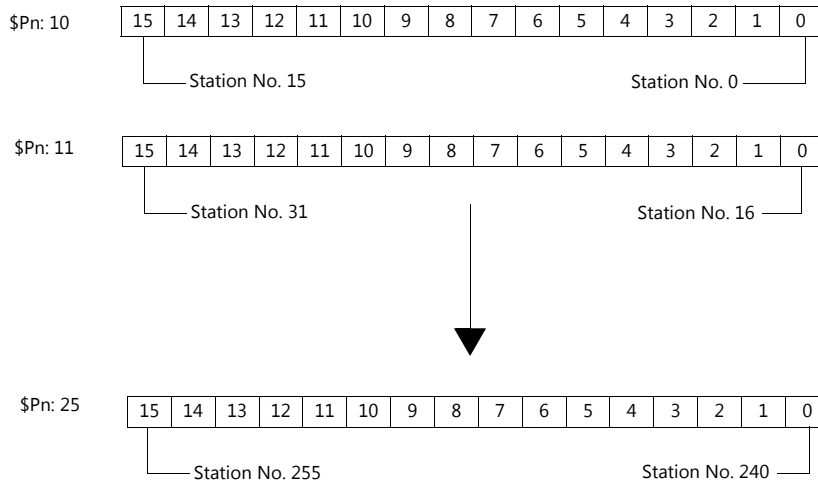 $Pn: 10 15 14 13 12 11 10 9 8 7 6 5 4 3 2 1 0
Station No. 15 Station No. 0
$Pn: 11 15 14 13 12 11 10 9 8 7 6 5 4 3 2 1 0
Station No. 31 Station No. 16
$Pn: 25 15 14 13 12 11 10 9 8 7 6 5 4 3 2 1 0
Station No. 255 Station No. 240